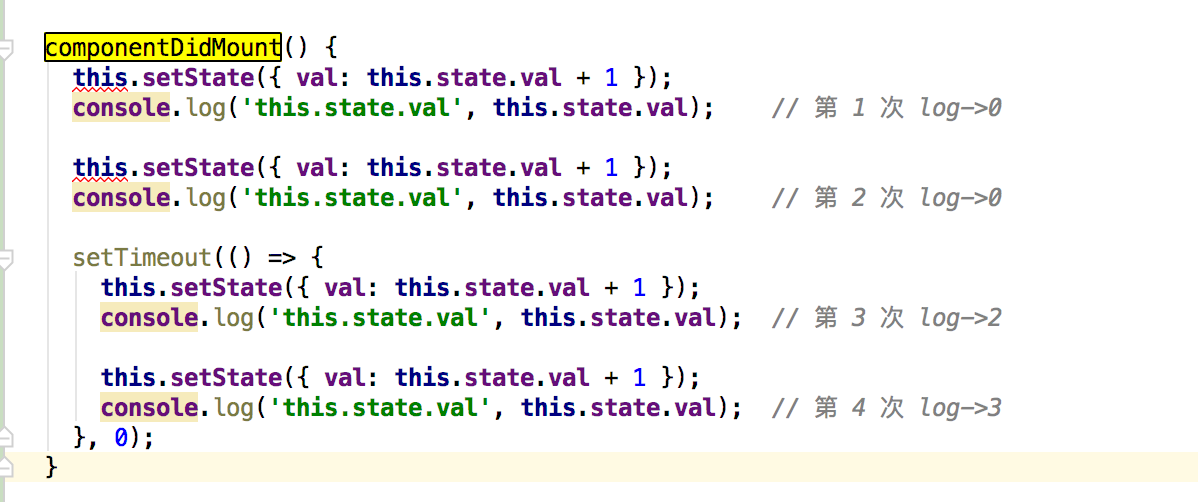 componentDidMount() {
this.setState({ val: this.state.val + 1 });
console.log('this.state.val', this.state.val);    // 第 1 次 log->0
this.setState({ val: this.state.val + 1 });
console.log('this.state.val', this.state.val);    // 第 2 次 log->0
setTimeout(() => {
this.setState({ val: this.state.val + 1 });
console.log('this.state.val', this.state.val);  // 第 3 次 log->2
this.setState({ val: this.state.val + 1 });
console.log('this.state.val', this.state.val);  // 第 4 次 log->3
}, 0);
}